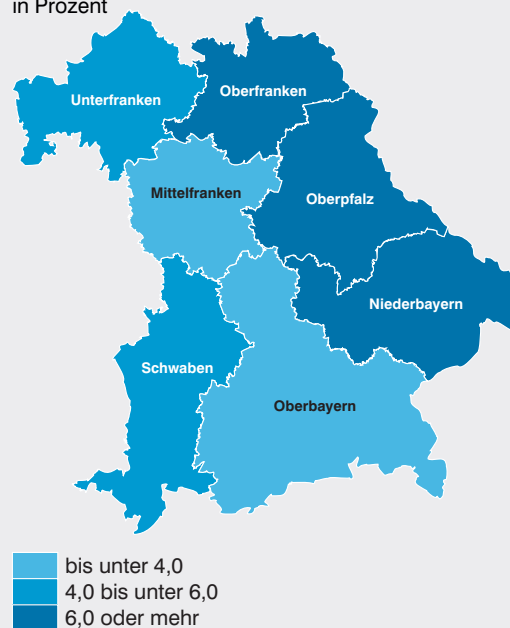 in Prozent
Unterfranken
Oberfranken
Mittelfranken
Oberpfalz
Niederbayern
Schwaben
Oberbayern
bis unter 4,0
4,0 bis unter 6,0
6,0 oder mehr